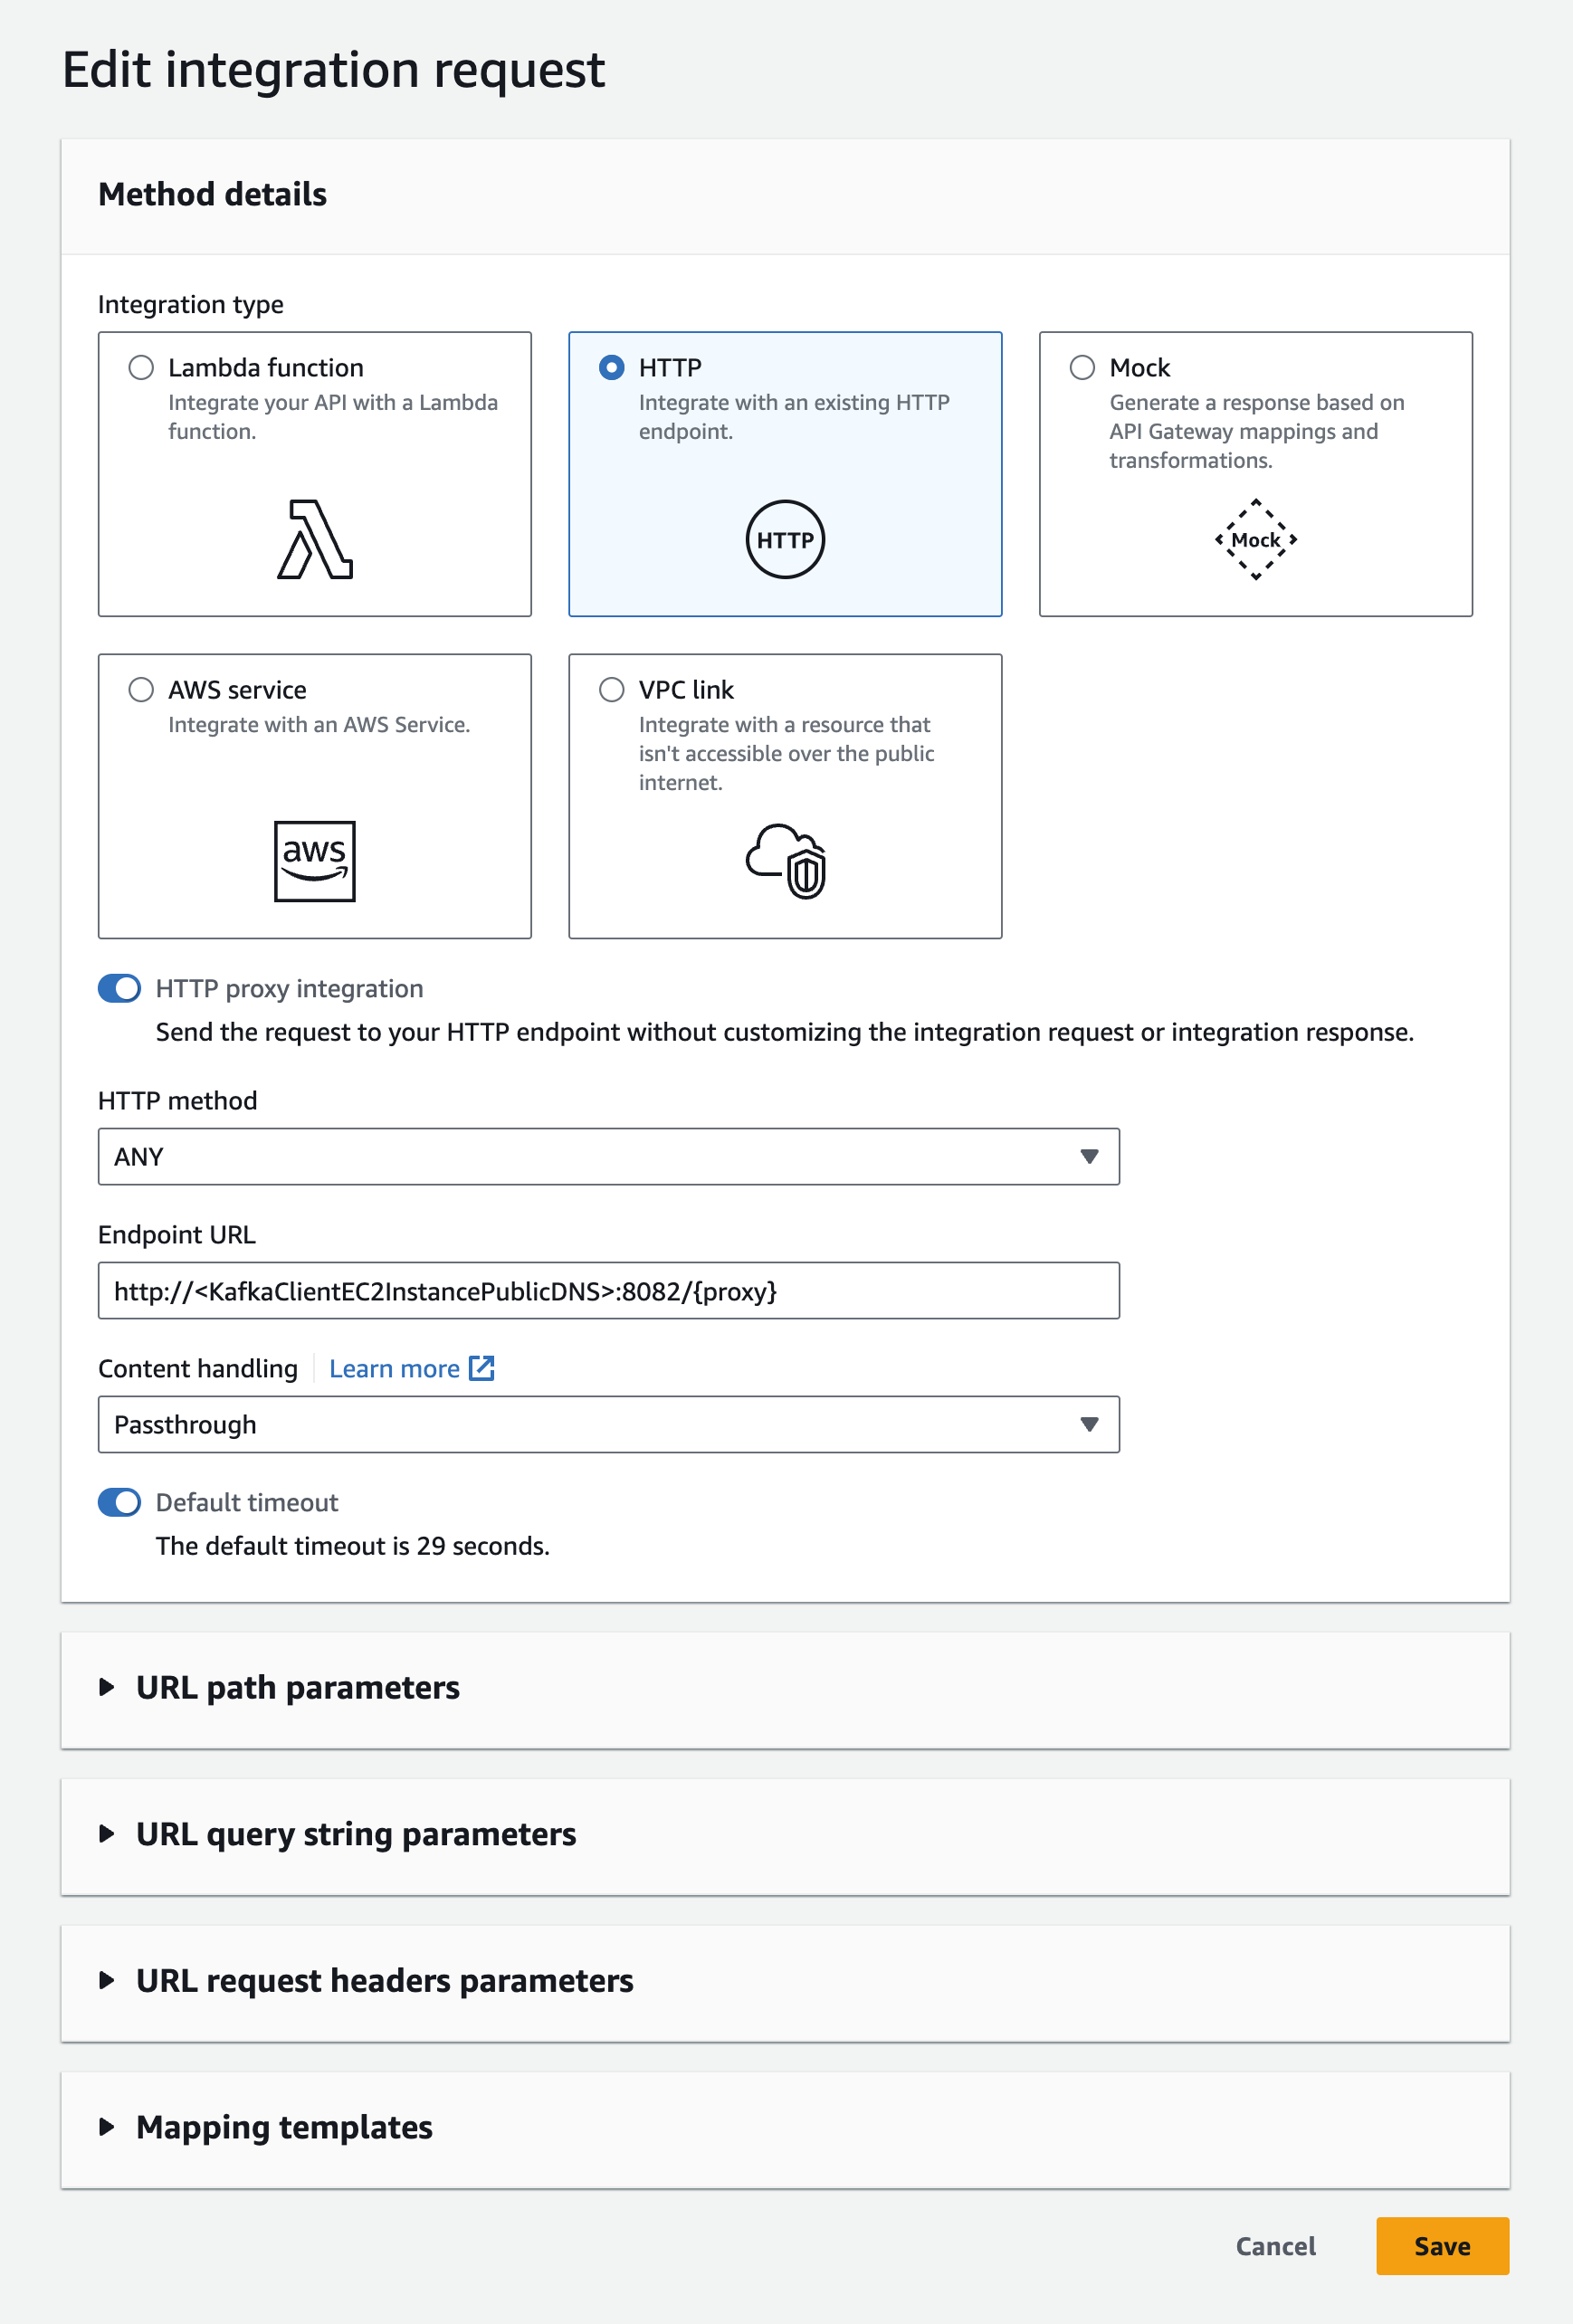 Edit integration request
Method details
Integration type
Lambda function
Integrate your API with a Lambda
function.
HTTP
Integrate with an existing HTTP
endpoint.
HTTP
Mock
Generate a response based on
API Gateway mappings and
transformations.
Mock
AWS service
Integrate with an AWS Service.
aws
VPC link
Integrate with a resource that
isn't accessible over the public
internet.
HTTP proxy integration
Send the request to your HTTP endpoint without customizing the integration request or integration response.
HTTP method
ANY
Endpoint URL
http://<KafkaClientEC2InstancePublicDNS>:8082/{proxy}
Content handling
Learn more
Passthrough
Default timeout
The default timeout is 29 seconds.
URL path parameters
URL query string parameters
URL request headers parameters
Mapping templates
Cancel
Save